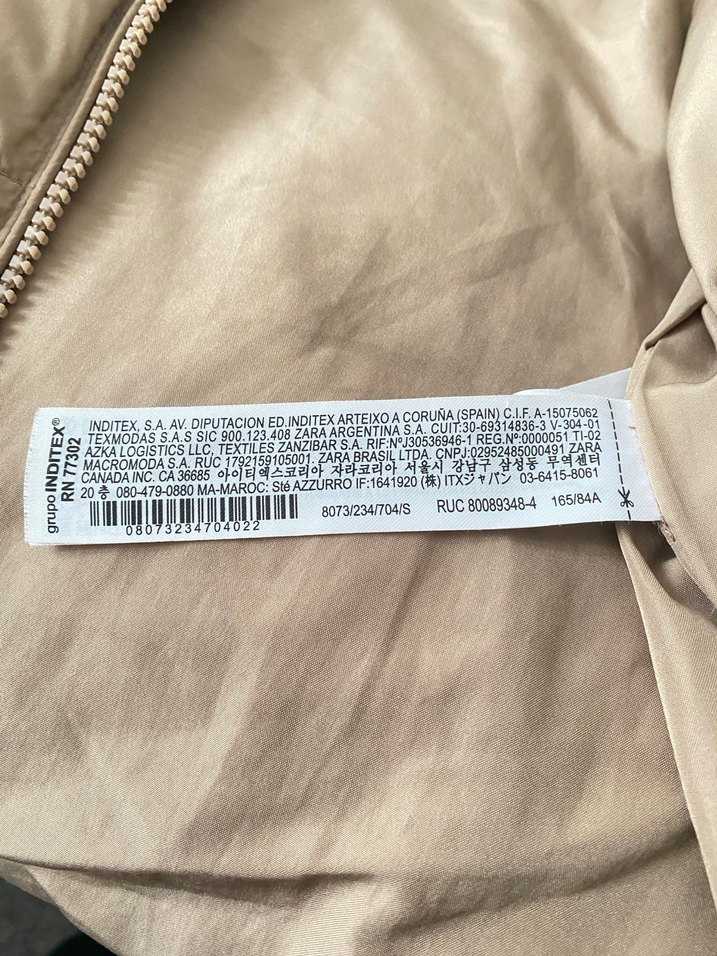 grupo INDITEX®
RN 77302
INDITEX, S.A. AV. DIPUTACION ED.INDITEX ARTEIXO A CORUÑA (SPAIN) C.I.F. A-15075062
TEXMODAS S.A.S SIC 900.123.408 ZARA ARGENTINA S.A. CUIT:30-69314836-3 V-304-01
AZKA LOGISTICS LLC, TEXTILES ZANZIBAR S.A. RIF:NºJ30536946-1 REG.Nº:0000051 TI-02
MACROMODA S.A. RUC 1792159105001 ZARA BRASIL LTDA. CNPJ:02952485000491 ZARA
CANADA INC. CA 36685 아이티엑스코리아 자라코리아 서울시 강남구 삼성동 무역센터
20 층 080-479-0880 MA-MAROC: Sté AZZURRO IF:1641920 (株) ITXジャパン 03-6415-8061
08073234704022
8073/234/704/S RUC 80089348-4 165/84A